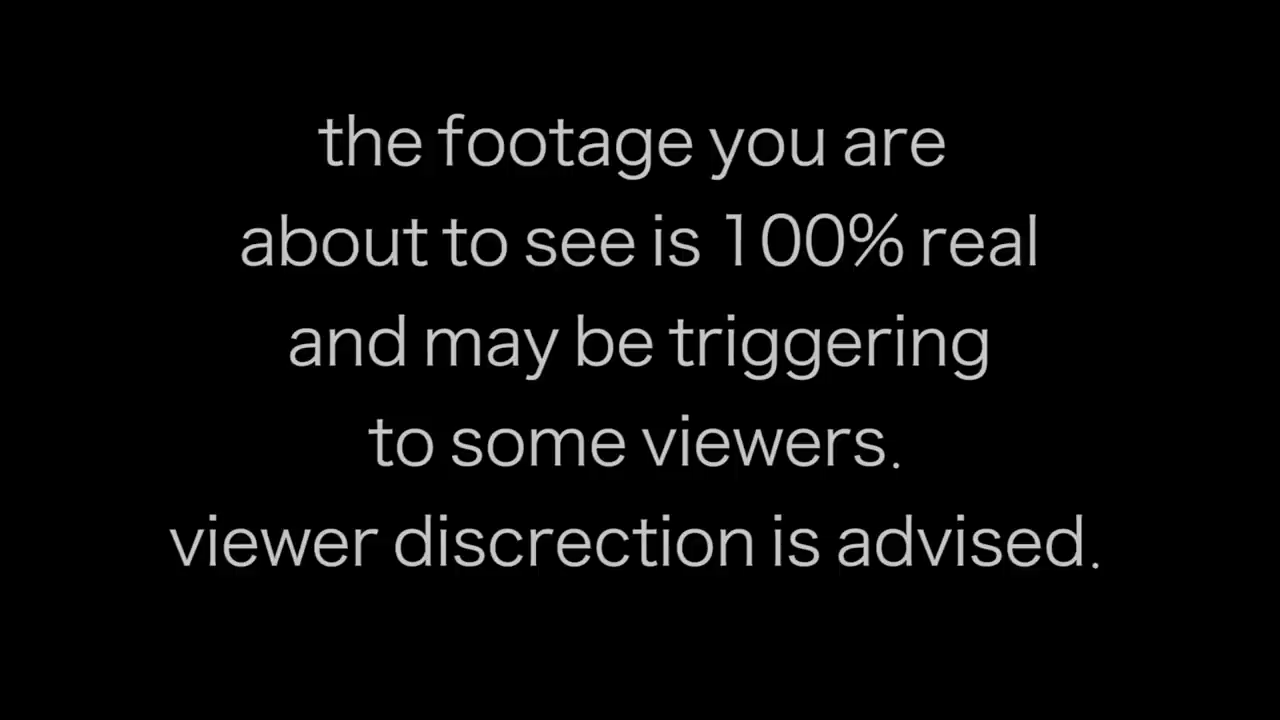 the footage you are
about to see is 100% real
and may be triggering
to some viewers.
viewer discrection is advised.